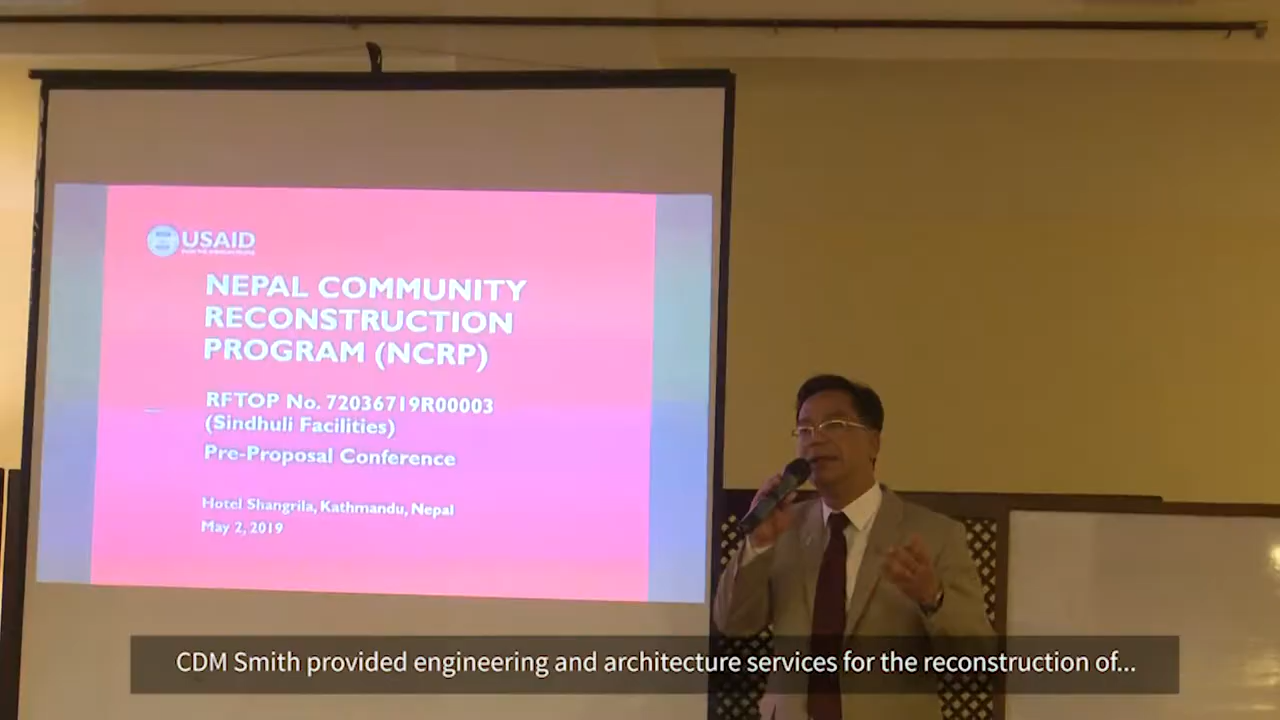 USAID
NEPAL COMMUNITY
RECONSTRUCTION
PROGRAM (NCRP)
RFTOP No. 72036719R00003
(Sindhuli Facilities)
Pre-Proposal Conference
Hotel Shangrila, Kathmandu, Nepal
May 2, 2019
CDM Smith provided engineering and architecture services for the reconstruction of...